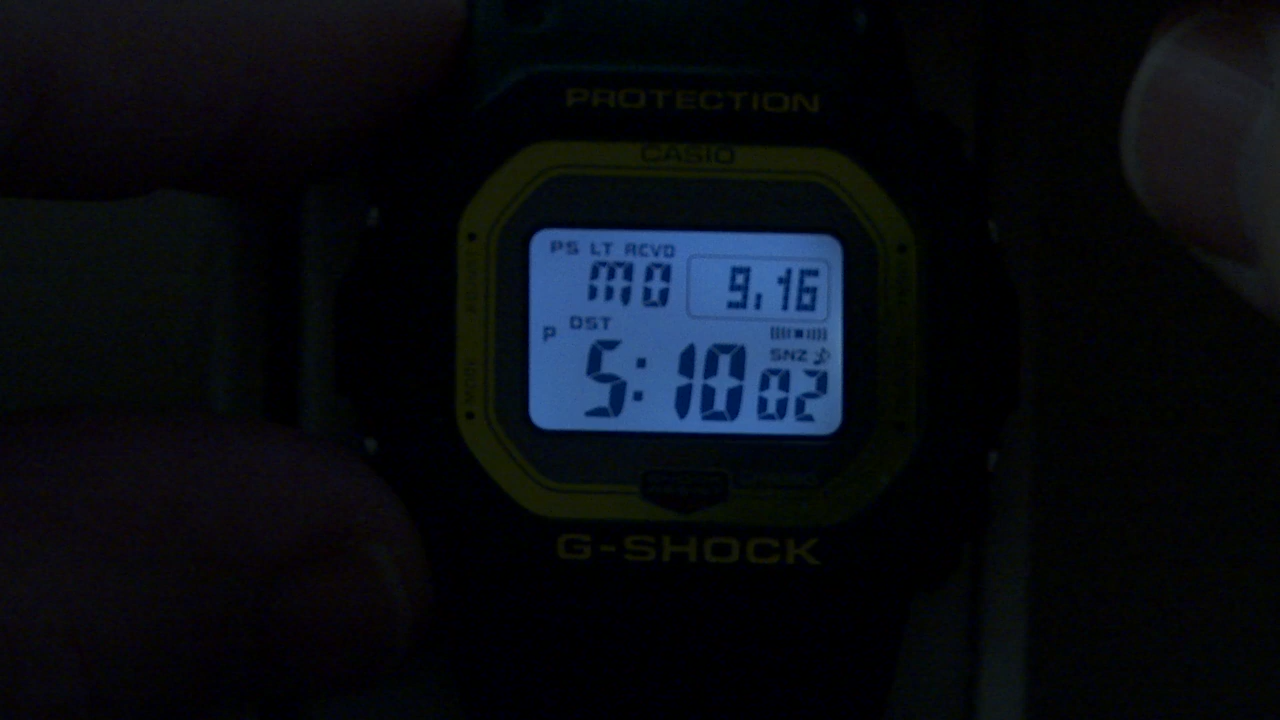 PROTECTION
CASIO
PS LT RCVD
MO 9.16
DST
P
SNZ
5:10 02
G-SHOCK